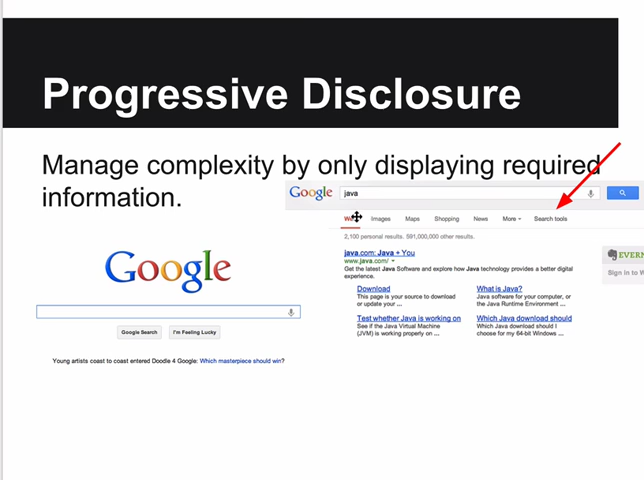 Progressive Disclosure
Manage complexity by only displaying required
information.
Google
java
Images Maps Shopping News More Search tools
2,100 personal results. 591,000,000 other results.
java.com: Java + You
www.java.com/
Get the latest Java Software and explore how Java technology provides a better digital
experience.
Download
This page is your source to download
or update your ...
What is Java?
Java software for your computer, or
the Java Runtime Environment ...
Test whether Java is working on
See if the Java Virtual Machine
(JVM) is working properly on ...
Which Java download should
Which Java download should I
choose for my 64-bit Windows ...
EVERN
Sign in to W
Google
Google Search
I'm Feeling Lucky
Young artists coast to coast entered Doodle 4 Google: Which masterpiece should win?